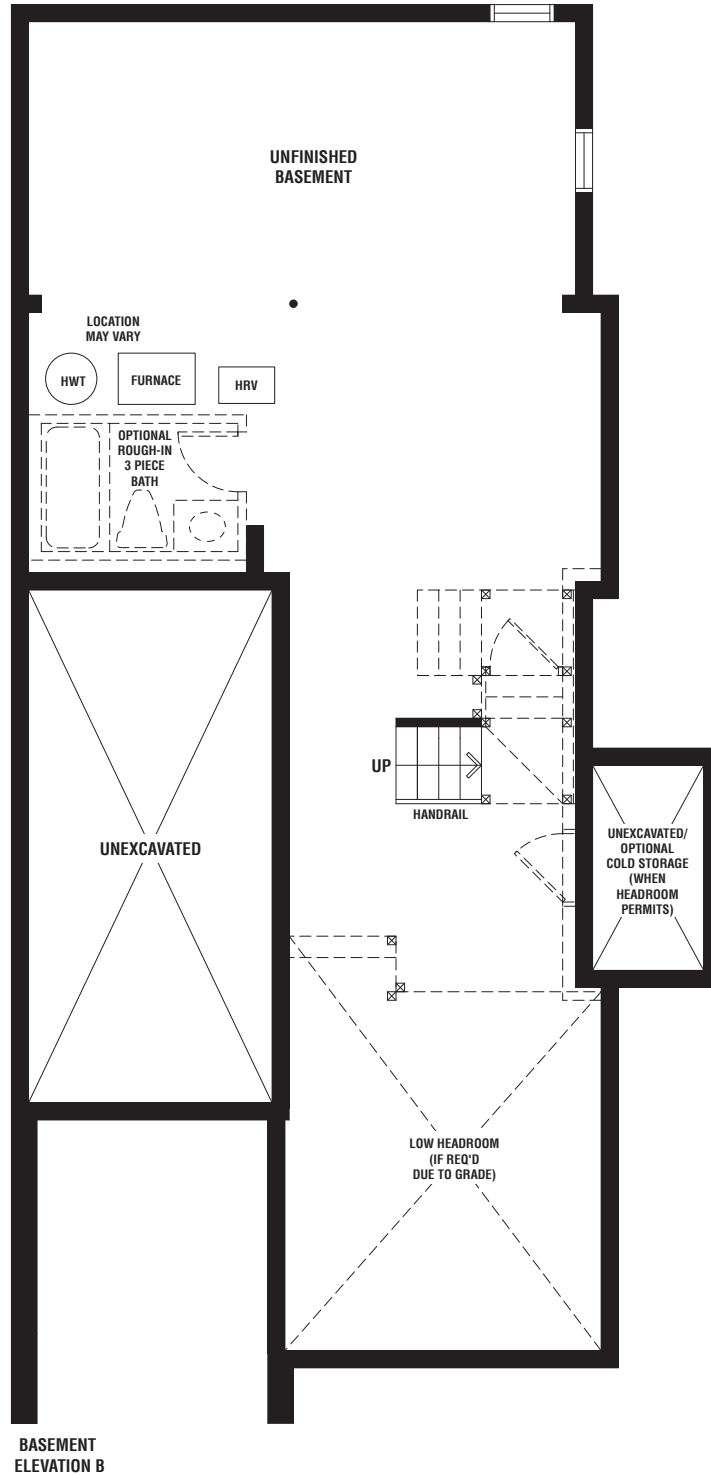 UNFINISHED
BASEMENT
LOCATION
MAY VARY
HWT
FURNACE
HRV
OPTIONAL
ROUGH-IN
3 PIECE
BATH
UP
HANDRAIL
UNEXCAVATED
UNEXCAVATED/
OPTIONAL
COLD STORAGE
(WHEN
HEADROOM
PERMITS)
LOW HEADROOM
(IF REQ'D
DUE TO GRADE)
BASEMENT
ELEVATION B